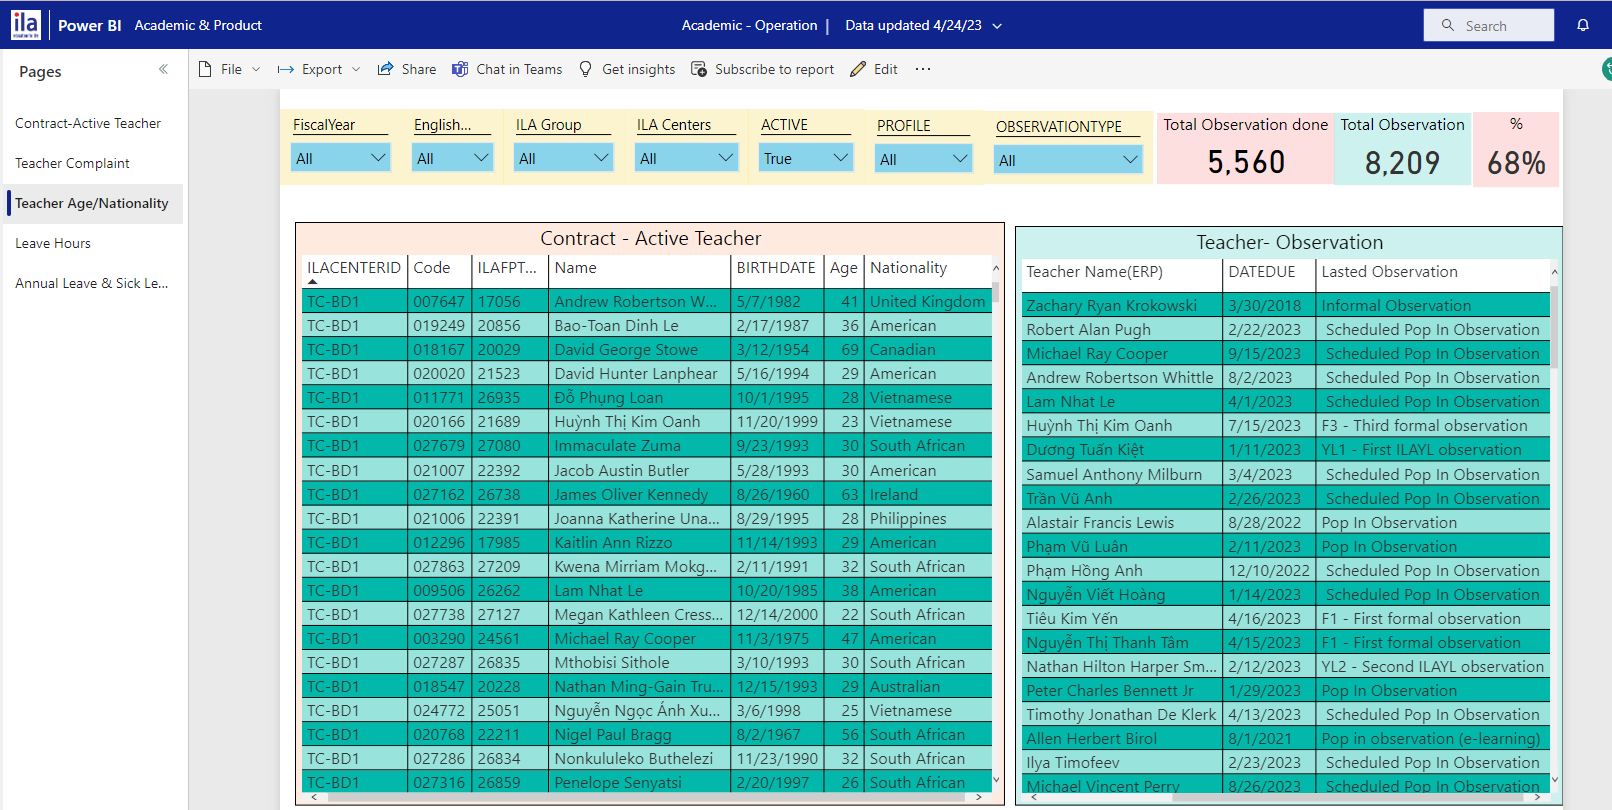 ila Power BI Academic & Product Academic - Operation | Data updated 4/24/23 Search
Pages
Contract-Active Teacher
Teacher Complaint
Teacher Age/Nationality
Leave Hours
Annual Leave & Sick Le...
File Export Share Chat in Teams Get insights Subscribe to report Edit ...
FiscalYear English... ILA Group ILA Centers ACTIVE PROFILE OBSERVATIONTYPE
All All All All True All All
Total Observation done Total Observation %
5,560 8,209 68%
Contract - Active Teacher
ILACENTERID Code ILAFPT... Name BIRTHDATE Age Nationality
TC-BD1 007647 17056 Andrew Robertson W... 5/7/1982 41 United Kingdom
TC-BD1 019249 20856 Bao-Toan Dinh Le 2/17/1987 36 American
TC-BD1 018167 20029 David George Stowe 3/12/1954 69 Canadian
TC-BD1 020020 21523 David Hunter Lanphear 5/16/1994 29 American
TC-BD1 011771 26935 Đỗ Phụng Loan 10/1/1995 28 Vietnamese
TC-BD1 020166 21689 Huỳnh Thị Kim Oanh 11/20/1999 23 Vietnamese
TC-BD1 027679 27080 Immaculate Zuma 9/23/1993 30 South African
TC-BD1 021007 22392 Jacob Austin Butler 5/28/1993 30 American
TC-BD1 027162 26738 James Oliver Kennedy 8/26/1960 63 Ireland
TC-BD1 021006 22391 Joanna Katherine Una... 8/29/1995 28 Philippines
TC-BD1 012296 17985 Kaitlin Ann Rizzo 11/14/1993 29 American
TC-BD1 027863 27209 Kwena Mirriam Mokg... 2/11/1991 32 South African
TC-BD1 009506 26262 Lam Nhat Le 10/20/1985 38 American
TC-BD1 027738 27127 Megan Kathleen Cress... 12/14/2000 22 South African
TC-BD1 003290 24561 Michael Ray Cooper 11/3/1975 47 American
TC-BD1 027287 26835 Mthobisi Sithole 3/10/1993 30 South African
TC-BD1 018547 20228 Nathan Ming-Gain Tru... 12/15/1993 29 Australian
TC-BD1 024772 25051 Nguyễn Ngọc Ánh Xu... 3/6/1998 25 Vietnamese
TC-BD1 020768 22211 Nigel Paul Bragg 8/2/1967 56 South African
TC-BD1 027286 26834 Nonkululeko Buthelezi 11/23/1990 32 South African
TC-BD1 027316 26859 Penelope Senyatsi 2/20/1997 26 South African
Teacher- Observation
Teacher Name(ERP) DATEDUE Lasted Observation
Zachary Ryan Krokowski 3/30/2018 Informal Observation
Robert Alan Pugh 2/22/2023 Scheduled Pop In Observation
Michael Ray Cooper 9/15/2023 Scheduled Pop In Observation
Andrew Robertson Whittle 8/2/2023 Scheduled Pop In Observation
Lam Nhat Le 4/1/2023 Scheduled Pop In Observation
Huỳnh Thị Kim Oanh 7/15/2023 F3 - Third formal observation
Dương Tuấn Kiệt 1/11/2023 YL1 - First ILAYL observation
Samuel Anthony Milburn 3/4/2023 Scheduled Pop In Observation
Trần Vũ Anh 2/26/2023 Scheduled Pop In Observation
Alastair Francis Lewis 8/28/2022 Pop In Observation
Phạm Vũ Luân 2/11/2023 Pop In Observation
Phạm Hồng Anh 12/10/2022 Scheduled Pop In Observation
Nguyễn Viết Hoàng 1/14/2023 Scheduled Pop In Observation
Tiêu Kim Yến 4/16/2023 F1 - First formal observation
Nguyễn Thị Thanh Tâm 4/15/2023 F1 - First formal observation
Nathan Hilton Harper Sm... 2/12/2023 YL2 - Second ILAYL observation
Peter Charles Bennett Jr 1/29/2023 Pop In Observation
Timothy Jonathan De Klerk 4/13/2023 Scheduled Pop In Observation
Allen Herbert Birol 8/1/2021 Pop in observation (e-learning)
Ilya Timofeev 2/23/2023 Scheduled Pop In Observation
Michael Vincent Perry 8/26/2023 Scheduled Pop In Observation